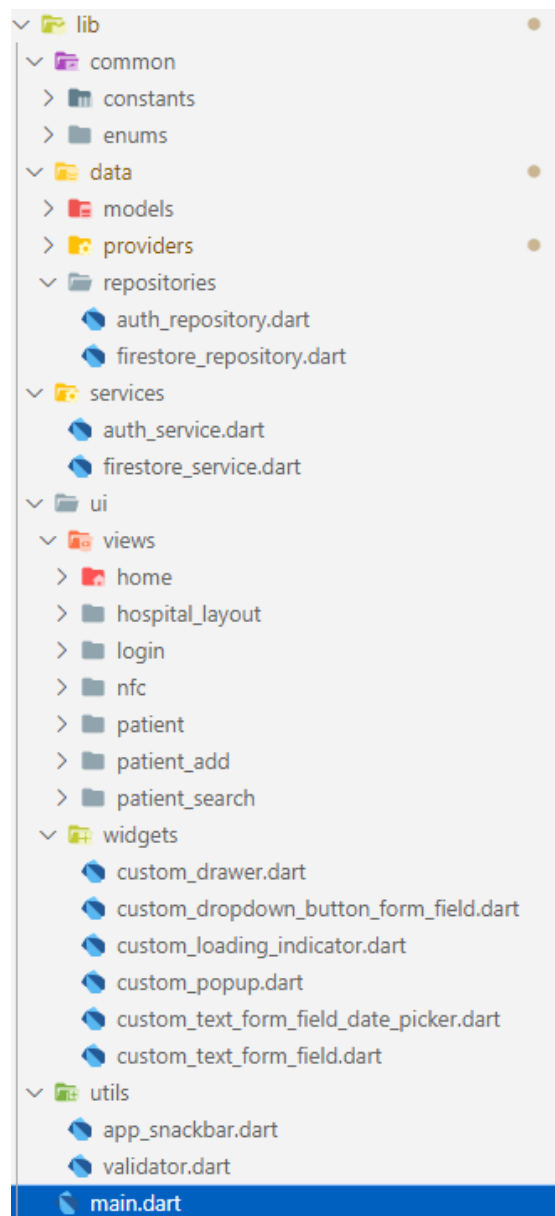 lib
common
constants
enums
data
models
providers
repositories
auth_repository.dart
firestore_repository.dart
services
auth_service.dart
firestore_service.dart
ui
views
home
hospital_layout
login
nfc
patient
patient_add
patient_search
widgets
custom_drawer.dart
custom_dropdown_button_form_field.dart
custom_loading_indicator.dart
custom_popup.dart
custom_text_form_field_date_picker.dart
custom_text_form_field.dart
utils
app_snackbar.dart
validator.dart
main.dart